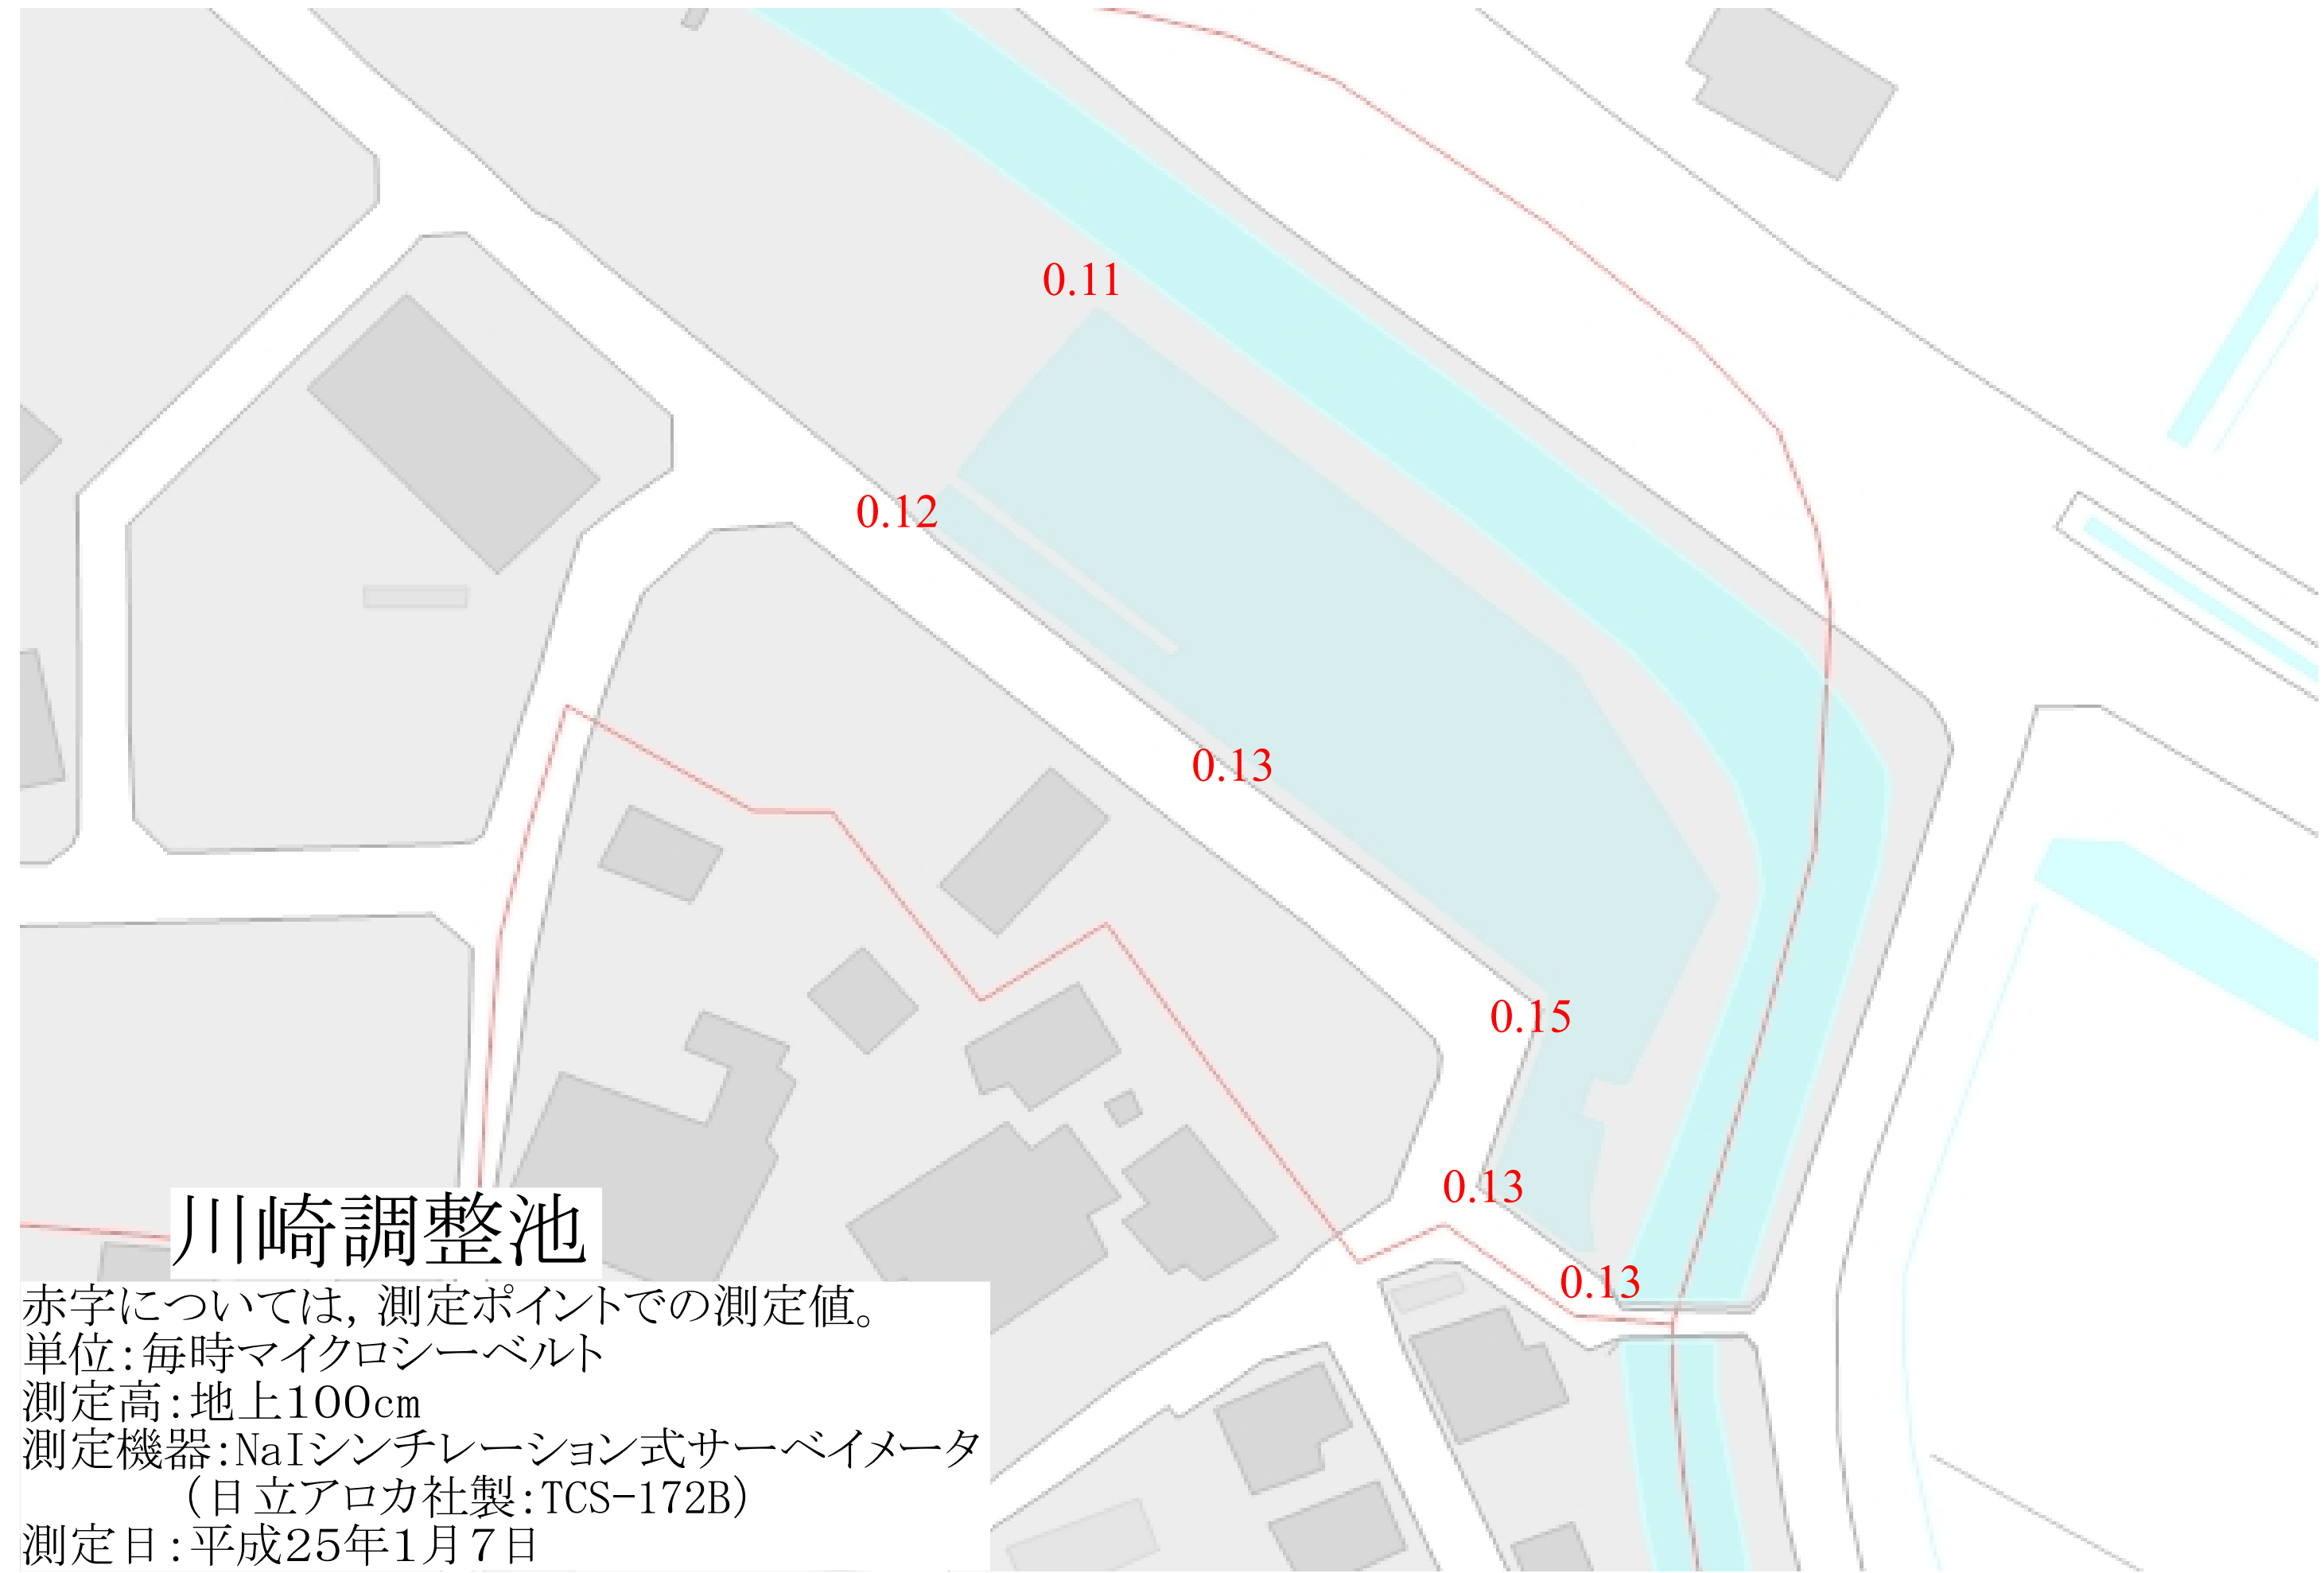 0.11
0.12
0.13
0.15
0.13
0.13
川崎調整池
赤字については，測定ポイントでの測定値。
単位：毎時マイクロシーベルト
測定高：地上100cm
測定機器：NaIシンチレーション式サーベイメータ
（日立アロカ社製：TCS-172B）
測定日：平成25年1月7日